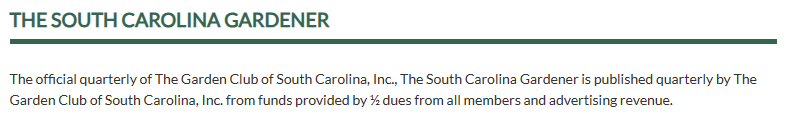 THE SOUTH CAROLINA GARDENER
The official quarterly of The Garden Club of South Carolina, Inc., The South Carolina Gardener is published quarterly by The
Garden Club of South Carolina, Inc. from funds provided by ½ dues from all members and advertising revenue.